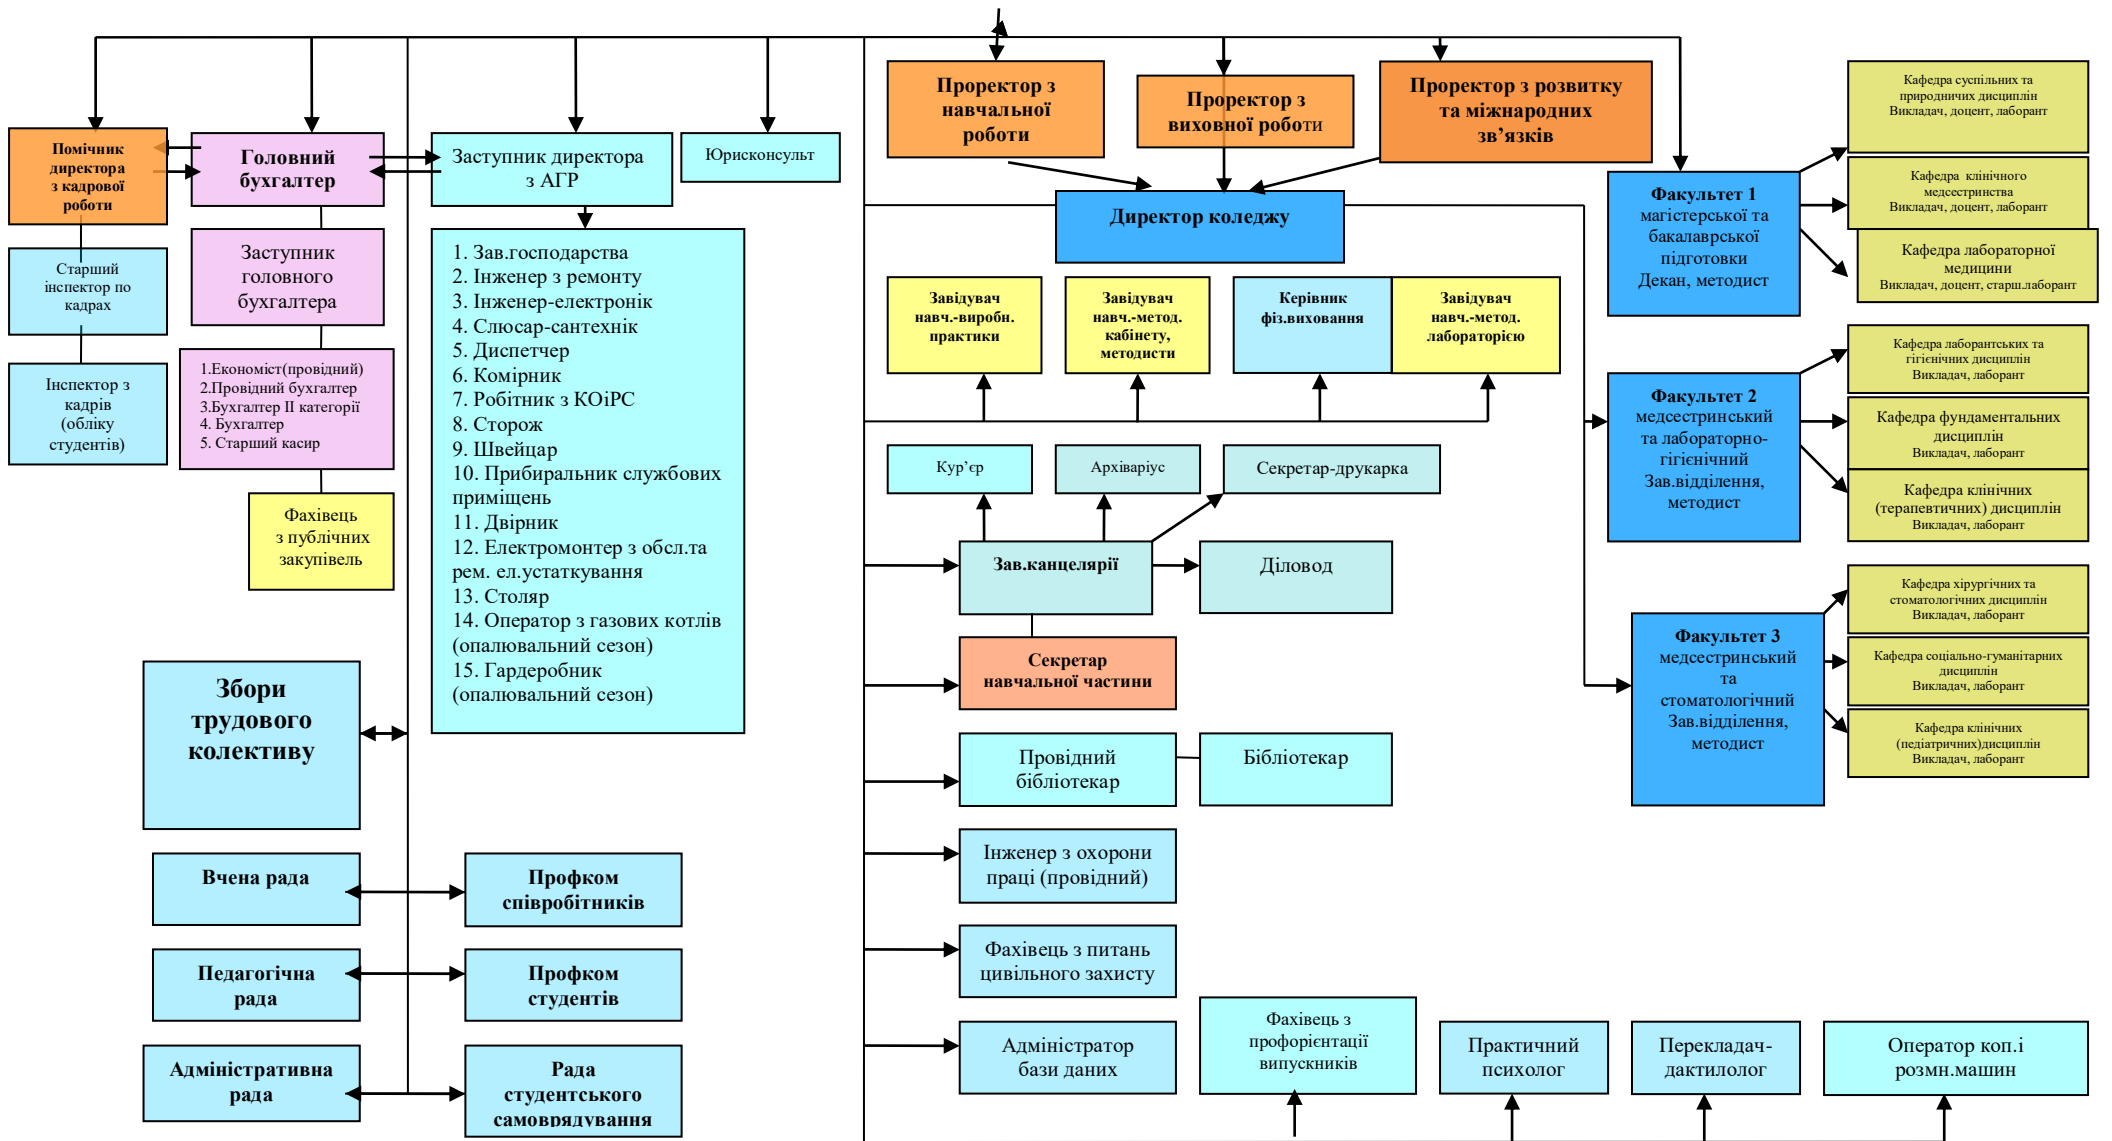 Помічник
директора
з кадрової
роботи
Старший
інспектор по
кадрах
Інспектор з
кадрів
(обліку
студентів)
Головний
бухгалтер
Заступник
головного
бухгалтера
1.Економіст(провідний)
2.Провідний бухгалтер
3.Бухгалтер ІІ категорії
4. Бухгалтер
5. Старший касир
Фахівець
з публічних
закупівель
Заступник директора
з АГР
1. Зав.господарства
2. Інженер з ремонту
3. Інженер-електронік
4. Слюсар-сантехнік
5. Диспетчер
6. Комірник
7. Робітник з КОіРС
8. Сторож
9. Швейцар
10. Прибиральник службових
приміщень
11. Двірник
12. Електромонтер з обсл.та
рем. ел.устаткування
13. Столяр
14. Оператор з газових котлів
(опалювальний сезон)
15. Гардеробник
(опалювальний сезон)
Юрисконсульт
Збори
трудового
колективу
Вчена рада
Профком
співробітників
Педагогічна
рада
Профком
студентів
Адміністративна
рада
Рада
студентського
самоврядування
Проректор з
навчальної
роботи
Проректор з
виховної роботи
Проректор з розвитку
та міжнародних
зв’язків
Директор коледжу
Завідувач
навч.-виробн.
практики
Завідувач
навч.-метод.
кабінету,
методисти
Керівник
фіз.виховання
Завідувач
навч.-метод.
лабораторією
Кур’єр
Архіваріус
Секретар-друкарка
Зав.канцелярії
Діловод
Секретар
навчальної частини
Провідний
бібліотекар
Бібліотекар
Інженер з охорони
праці (провідний)
Фахівець з питань
цивільного захисту
Адміністратор
бази даних
Фахівець з
профорієнтації
випускників
Практичний
психолог
Перекладач-
дактилолог
Оператор коп.і
розмн.машин
Факультет 1
магістерської та
бакалаврської
підготовки
Декан, методист
Кафедра суспільних та
природничих дисциплін
Викладач, доцент, лаборант
Кафедра клінічного
медсестринства
Викладач, доцент, лаборант
Кафедра лабораторної
медицини
Викладач, доцент, старш.лаборант
Факультет 2
медсестринський
та лабораторно-
гігієнічний
Зав.відділення,
методист
Кафедра лаборантських та
гігієнічних дисциплін
Викладач, лаборант
Кафедра фундаментальних
дисциплін
Викладач, лаборант
Кафедра клінічних
(терапевтичних) дисциплін
Викладач, лаборант
Факультет 3
медсестринський
та
стоматологічний
Зав.відділення,
методист
Кафедра хірургічних та
стоматологічних дисциплін
Викладач, лаборант
Кафедра соціально-гуманітарних
дисциплін
Викладач, лаборант
Кафедра клінічних
(педіатричних)дисциплін
Викладач, лаборант